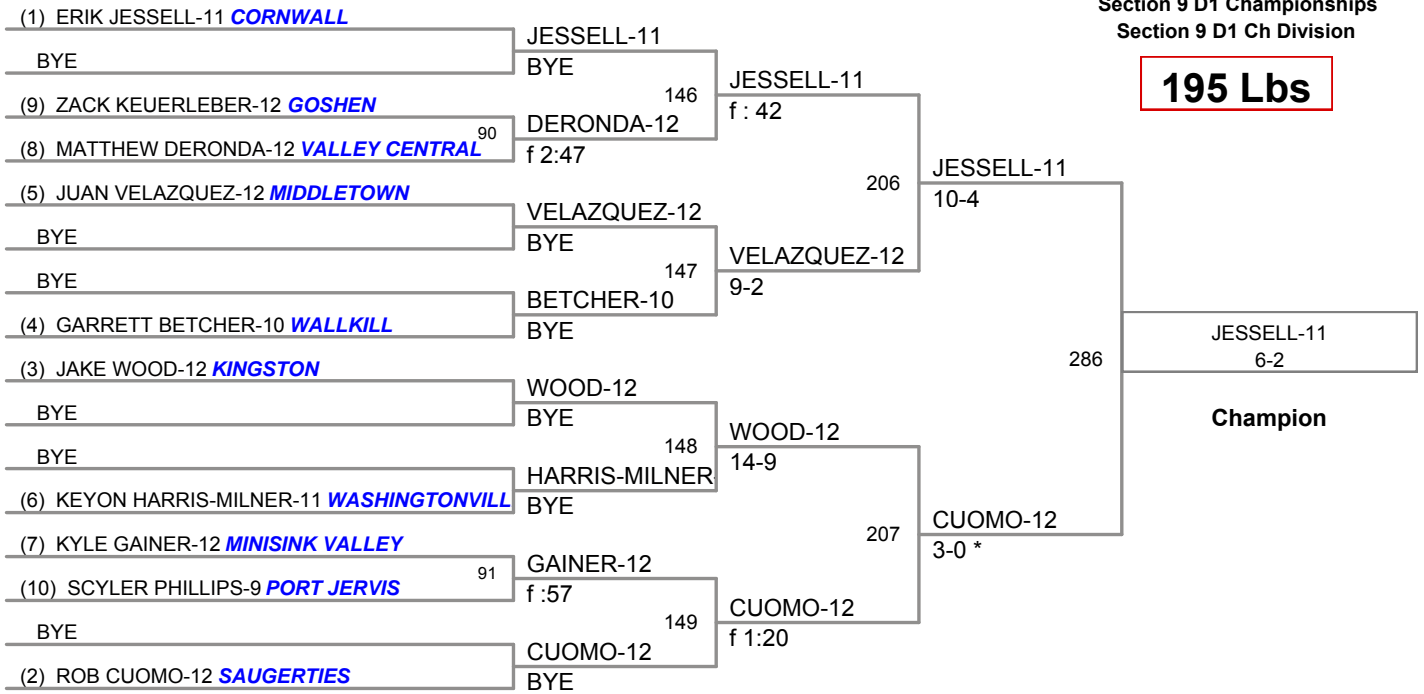 Section 9 D1 Championships
Section 9 D1 Ch Division
195 Lbs
(1) ERIK JESSELL-11 CORNWALL
BYE
(9) ZACK KEUERLEBER-12 GOSHEN
(8) MATTHEW DERONDA-12 VALLEY CENTRAL
(5) JUAN VELAZQUEZ-12 MIDDLETOWN
BYE
BYE
(4) GARRETT BETCHER-10 WALLKILL
(3) JAKE WOOD-12 KINGSTON
BYE
BYE
(6) KEYON HARRIS-MILNER-11 WASHINGTONVILL
(7) KYLE GAINER-12 MINISINK VALLEY
(10) SCYLER PHILLIPS-9 PORT JERVIS
BYE
(2) ROB CUOMO-12 SAUGERTIES
90
91
JESSELL-11
BYE
DERONDA-12
f 2:47
VELAZQUEZ-12
BYE
BETCHER-10
BYE
WOOD-12
BYE
HARRIS-MILNER-
BYE
GAINER-12
f :57
CUOMO-12
BYE
146
147
148
149
JESSELL-11
f : 42
VELAZQUEZ-12
9-2
WOOD-12
14-9
CUOMO-12
f 1:20
206
207
JESSELL-11
10-4
CUOMO-12
3-0 *
286
JESSELL-11
6-2
Champion